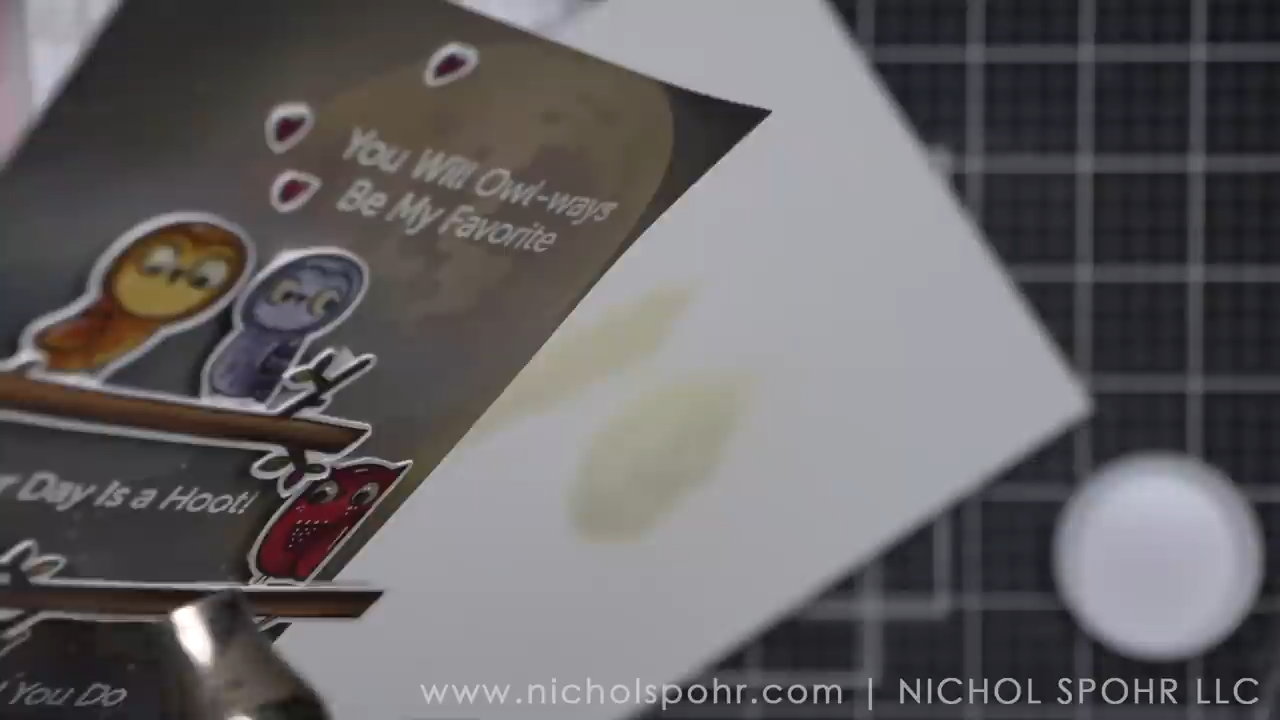 You Will Owl-ways
Be My Favorite
Day Is a Hoot!
You Do
www.nicholspohr.com | NICHOL SPOHR LLC